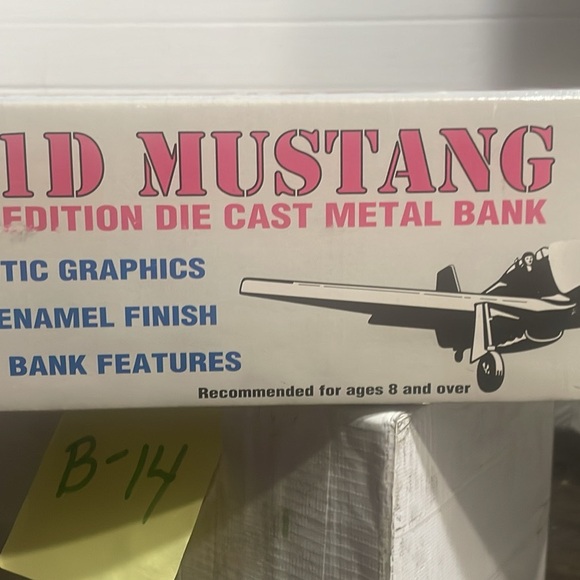 1D MUSTANG
EDITION DIE CAST METAL BANK
TIC GRAPHICS
ENAMEL FINISH
BANK FEATURES
Recommended for ages 8 and over
B-14